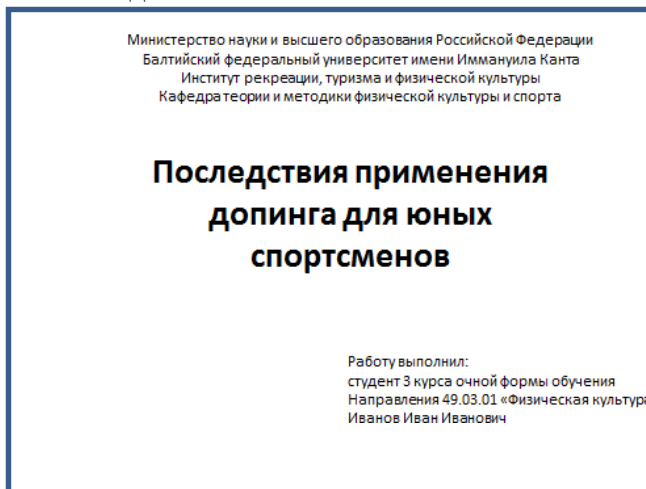 Министерство науки и высшего образования Российской Федерации
Балтийский федеральный университет имени Иммануила Канта
Институт рекреации, туризма и физической культуры
Кафедра теории и методики физической культуры и спорта
Последствия применения
допинга для юных
спортсменов
Работу выполнил:
студент 3 курса очной формы обучения
Направления 49.03.01 «Физическая культура
Иванов Иван Иванович